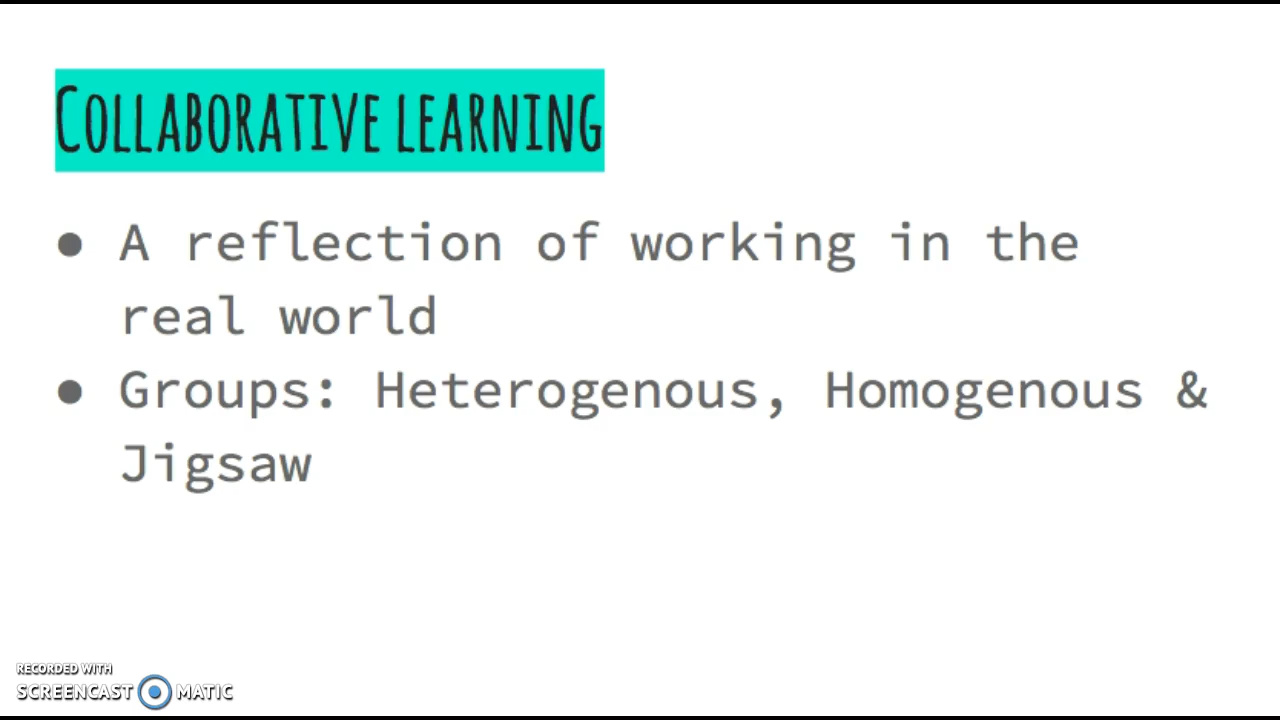 Collaborative learning
● A reflection of working in the
real world
● Groups: Heterogenous, Homogenous &
Jigsaw
RECORDED WITH
SCREENCAST MATIC